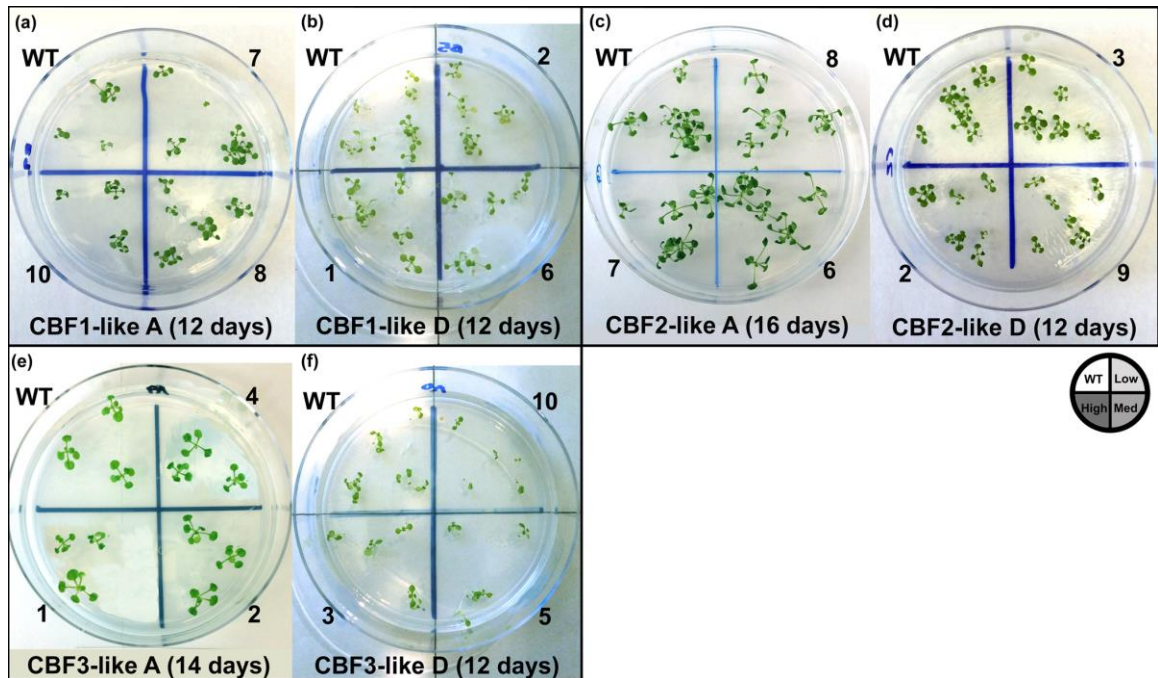 (a)
WT
7
10
8
CBF1-like A (12 days)
(b)
WT
2
1
6
CBF1-like D (12 days)
(c)
WT
8
7
6
CBF2-like A (16 days)
(d)
WT
3
2
9
CBF2-like D (12 days)
(e)
WT
4
1
2
CBF3-like A (14 days)
(f)
WT
10
3
5
CBF3-like D (12 days)
WT Low
High Med